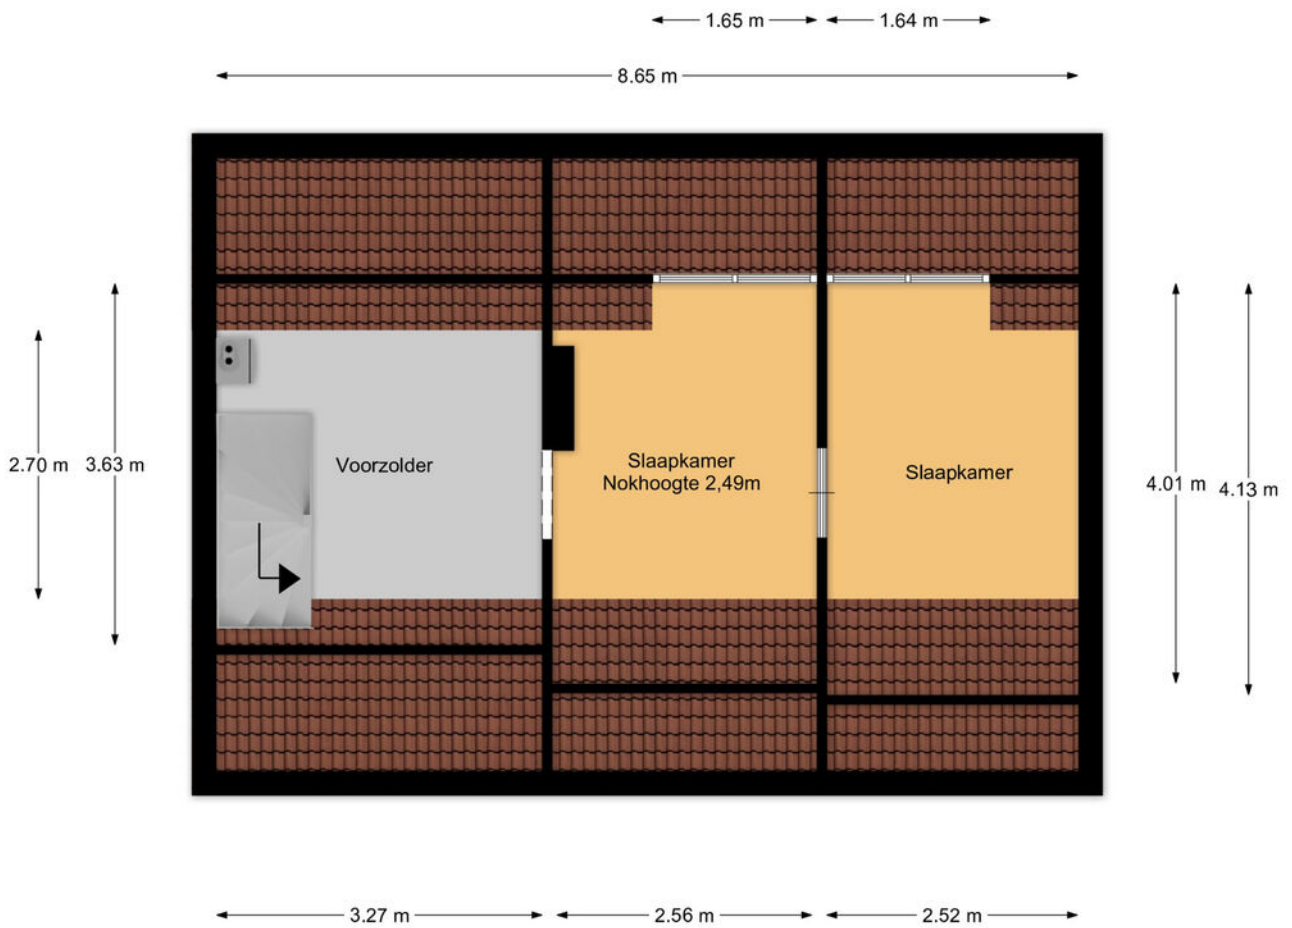 1.65 m
1.64 m
8.65 m
Voorzolder
Slaapkamer
Nokhoogte 2,49m
Slaapkamer
2.70 m
3.63 m
4.01 m
4.13 m
3.27 m
2.56 m
2.52 m